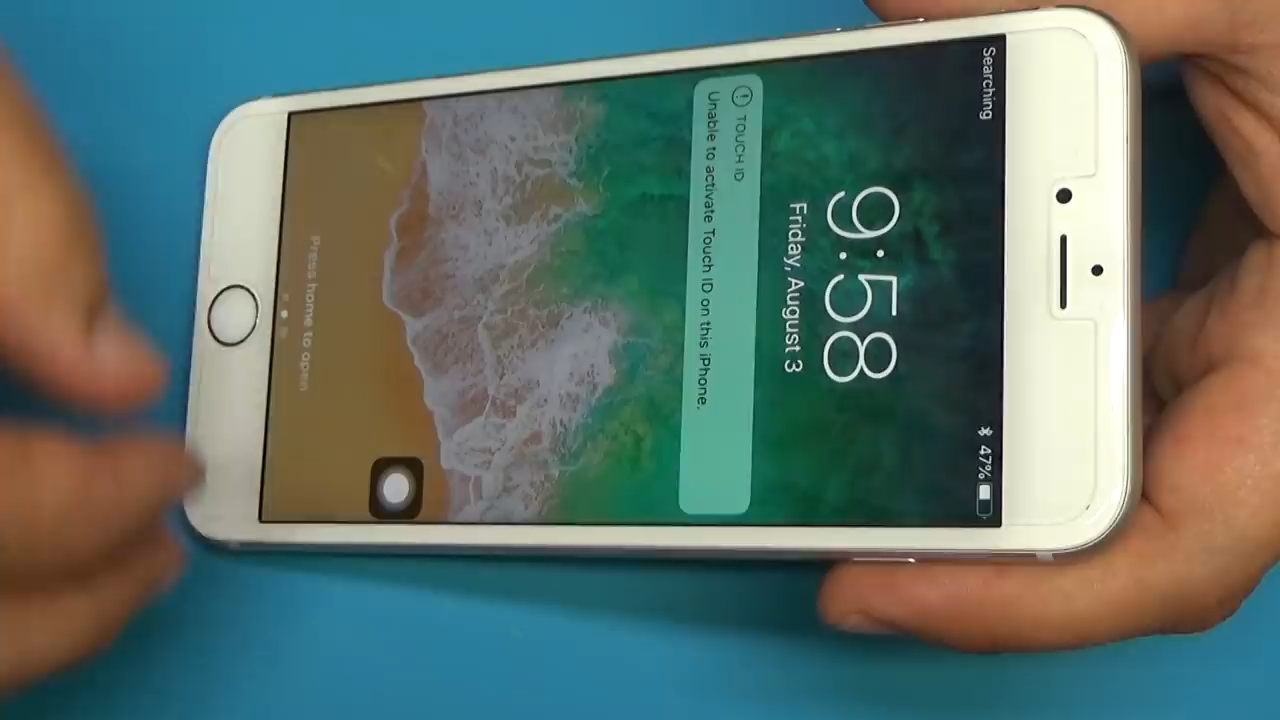 Searching
47%
9:58
Friday, August 3
TOUCH ID
Unable to activate Touch ID on this iPhone.
Press home to open